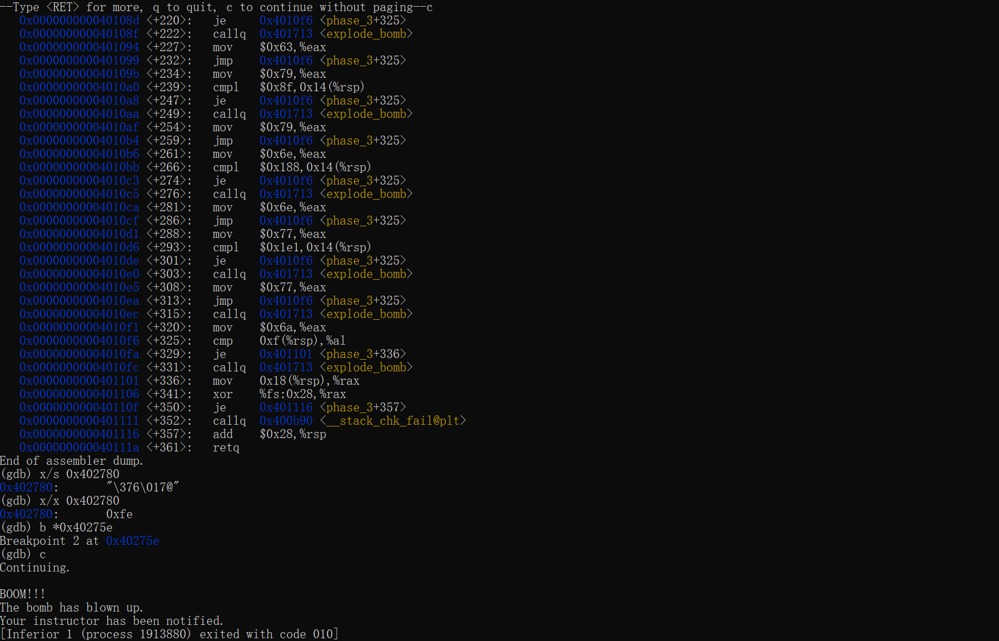 --Type <RET> for more, q to quit, c to continue without paging--c
   0x000000000040108d <+220>:   je     0x4010f6 <phase_3+325>
   0x000000000040108f <+222>:   callq  0x401713 <explode_bomb>
   0x0000000000401094 <+227>:   mov    $0x63,%eax
   0x0000000000401099 <+232>:   jmp    0x4010f6 <phase_3+325>
   0x000000000040109b <+234>:   mov    $0x79,%eax
   0x00000000004010a0 <+239>:   cmpl   $0x8f,0x14(%rsp)
   0x00000000004010a8 <+247>:   je     0x4010f6 <phase_3+325>
   0x00000000004010aa <+249>:   callq  0x401713 <explode_bomb>
   0x00000000004010af <+254>:   mov    $0x79,%eax
   0x00000000004010b4 <+259>:   jmp    0x4010f6 <phase_3+325>
   0x00000000004010b6 <+261>:   mov    $0x6e,%eax
   0x00000000004010bb <+266>:   cmpl   $0x188,0x14(%rsp)
   0x00000000004010c3 <+274>:   je     0x4010f6 <phase_3+325>
   0x00000000004010c5 <+276>:   callq  0x401713 <explode_bomb>
   0x00000000004010ca <+281>:   mov    $0x6e,%eax
   0x00000000004010cf <+286>:   jmp    0x4010f6 <phase_3+325>
   0x00000000004010d1 <+288>:   mov    $0x77,%eax
   0x00000000004010d6 <+293>:   cmpl   $0x1e1,0x14(%rsp)
   0x00000000004010de <+301>:   je     0x4010f6 <phase_3+325>
   0x00000000004010e0 <+303>:   callq  0x401713 <explode_bomb>
   0x00000000004010e5 <+308>:   mov    $0x77,%eax
   0x00000000004010ea <+313>:   jmp    0x4010f6 <phase_3+325>
   0x00000000004010ec <+315>:   callq  0x401713 <explode_bomb>
   0x00000000004010f1 <+320>:   mov    $0x6a,%eax
   0x00000000004010f6 <+325>:   cmp    0xf(%rsp),%al
   0x00000000004010fa <+329>:   je     0x401101 <phase_3+336>
   0x00000000004010fc <+331>:   callq  0x401713 <explode_bomb>
   0x0000000000401101 <+336>:   mov    0x18(%rsp),%rax
   0x0000000000401106 <+341>:   xor    %fs:0x28,%rax
   0x000000000040110f <+350>:   je     0x401116 <phase_3+357>
   0x0000000000401111 <+352>:   callq  0x400b90 <__stack_chk_fail@plt>
   0x0000000000401116 <+357>:   add    $0x28,%rsp
   0x000000000040111a <+361>:   retq
End of assembler dump.
(gdb) x/s 0x402780
0x402780:       "\376\017@"
(gdb) x/x 0x402780
0x402780:       0xfe
(gdb) b *0x40275e
Breakpoint 2 at 0x40275e
(gdb) c
Continuing.

BOOM!!!
The bomb has blown up.
Your instructor has been notified.
[Inferior 1 (process 1913880) exited with code 010]